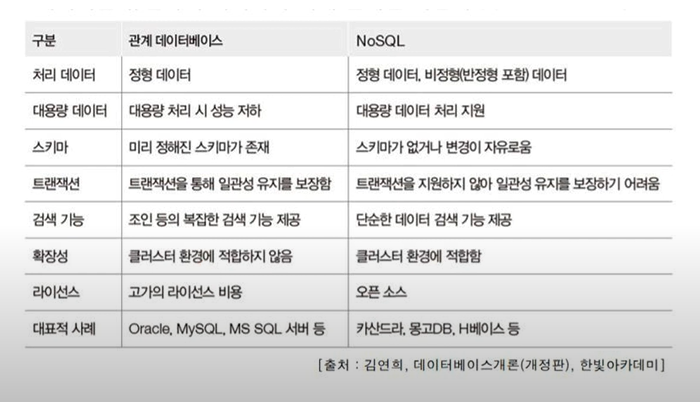 구분 관계 데이터베이스 NoSQL
처리 데이터 정형 데이터 정형 데이터, 비정형(반정형 포함) 데이터
대용량 데이터 대용량 처리 시 성능 저하 대용량 데이터 처리 지원
스키마 미리 정해진 스키마가 존재 스키마가 없거나 변경이 자유로움
트랜잭션 트랜잭션을 통해 일관성 유지를 보장함 트랜잭션을 지원하지 않아 일관성 유지를 보장하기 어려움
검색 기능 조인 등의 복잡한 검색 기능 제공 단순한 데이터 검색 기능 제공
확장성 클러스터 환경에 적합하지 않음 클러스터 환경에 적합함
라이선스 고가의 라이선스 비용 오픈 소스
대표적 사례 Oracle, MySQL, MS SQL 서버 등 카산드라, 몽고DB, H베이스 등
[출처 : 김연희, 데이터베이스개론(개정판), 한빛아카데미]